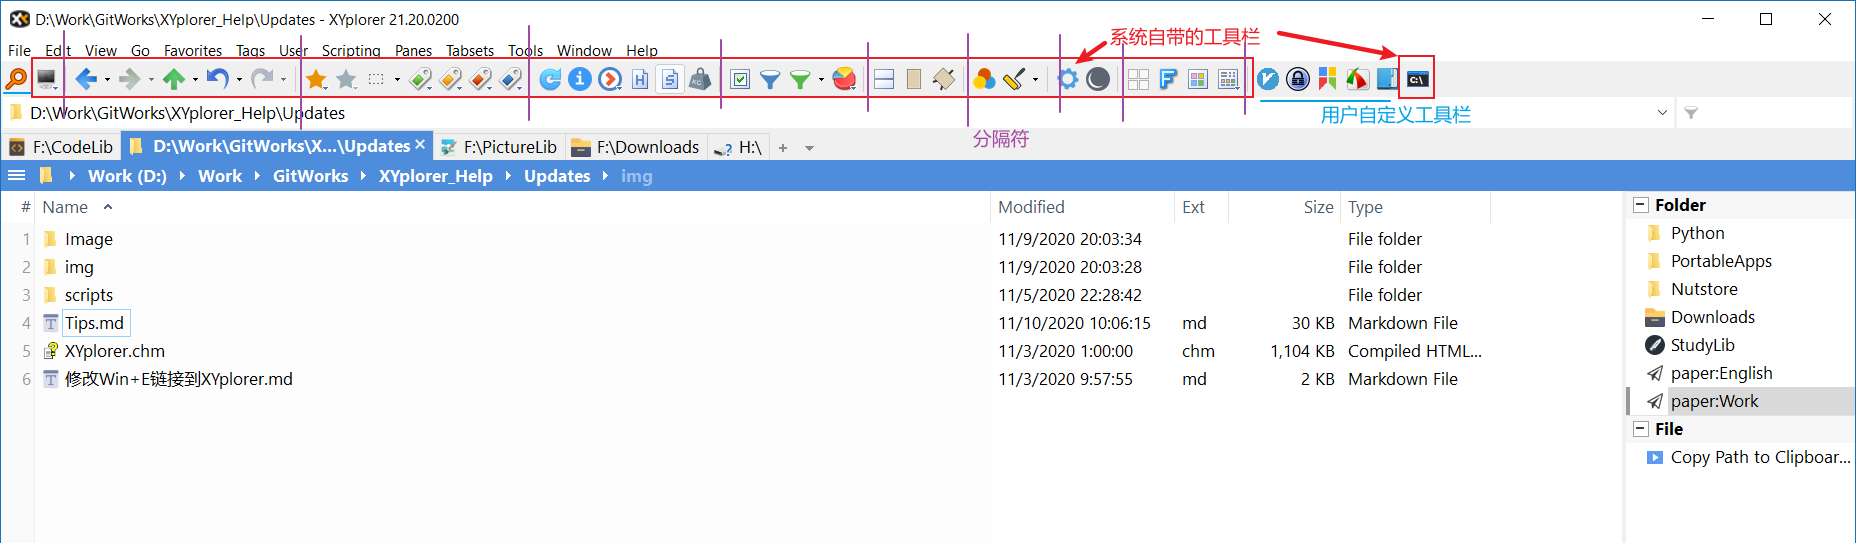 D:\Work\GitWorks\XYplorer_Help\Updates - XYplorer 21.20.0200
File Edit View Go Favorites Tags User Scripting Panes Tabsets Tools Window Help
系统自带的工具栏
C:\
D:\Work\GitWorks\XYplorer_Help\Updates
用户自定义工具栏
分隔符
F:\CodeLib D:\Work\GitWorks\X...\Updates F:\PictureLib F:\Downloads H:\
Work (D:) Work GitWorks XYplorer_Help Updates img
# Name Modified Ext Size Type
1 Image 11/9/2020 20:03:34 File folder
2 img 11/9/2020 20:03:28 File folder
3 scripts 11/5/2020 22:28:42 File folder
4 Tips.md 11/10/2020 10:06:15 md 30 KB Markdown File
5 XYplorer.chm 11/3/2020 1:00:00 chm 1,104 KB Compiled HTML...
6 修改Win+E链接到XYplorer.md 11/3/2020 9:57:55 md 2 KB Markdown File
Folder
Python
PortableApps
Nutstore
Downloads
StudyLib
paper:English
paper:Work
File
Copy Path to Clipboar...